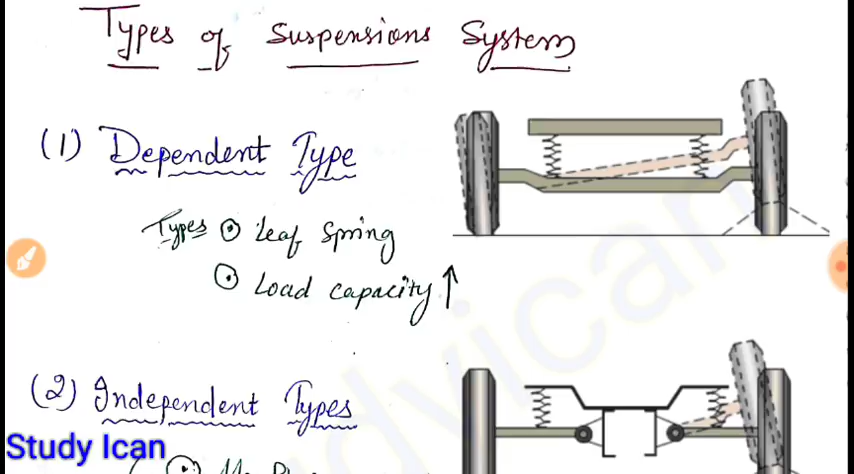 Types of Suspensions System
(1) Dependent Type
Types ⊙ Leaf Spring
⊙ Load capacity ↑
(2) Independent Types
Study Ican